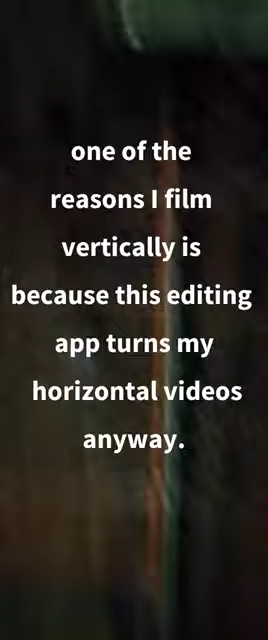 one of the
reasons I film
vertically is
because this editing
app turns my
horizontal videos
anyway.